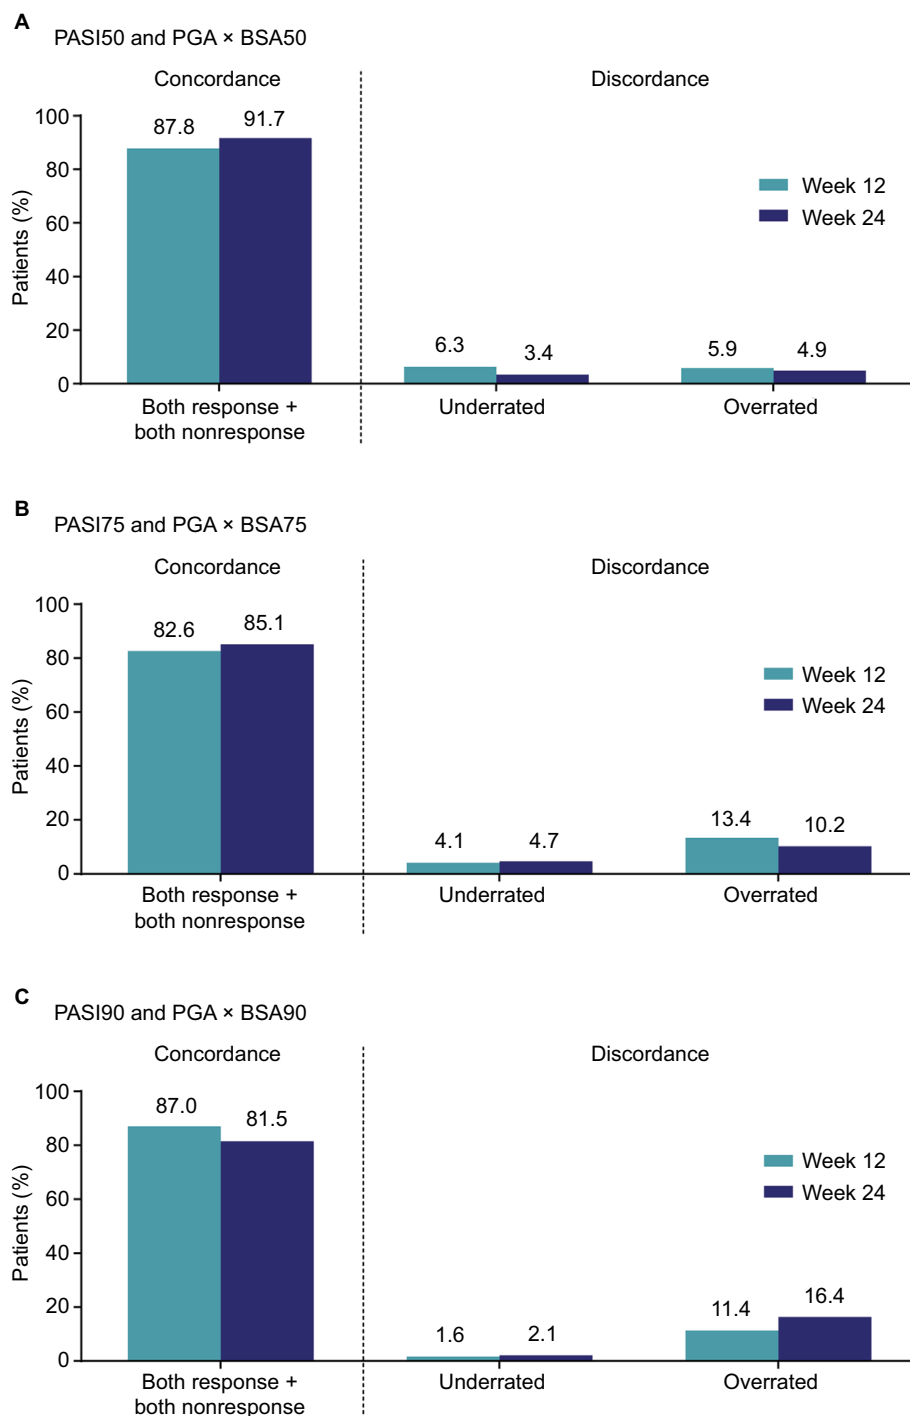 A
PASI50 and PGA × BSA50
Concordance
Discordance
Patients (%)
100
80
60
40
20
0
87.8
91.7
6.3
3.4
5.9
4.9
Week 12
Week 24
Both response +
both nonresponse
Underrated
Overrated
B
PASI75 and PGA × BSA75
Concordance
Discordance
Patients (%)
100
80
60
40
20
0
82.6
85.1
4.1
4.7
13.4
10.2
Week 12
Week 24
Both response +
both nonresponse
Underrated
Overrated
C
PASI90 and PGA × BSA90
Concordance
Discordance
Patients (%)
100
80
60
40
20
0
87.0
81.5
1.6
2.1
11.4
16.4
Week 12
Week 24
Both response +
both nonresponse
Underrated
Overrated